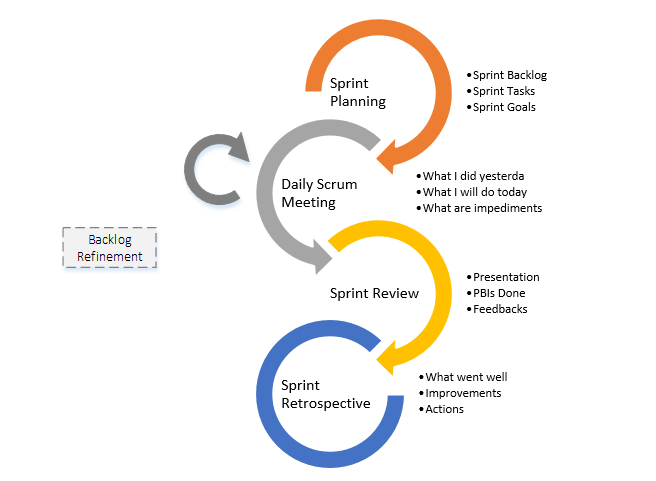 Sprint
Planning
•Sprint Backlog
•Sprint Tasks
•Sprint Goals
Daily Scrum
Meeting
•What I did yesterda
•What I will do today
•What are impediments
Backlog
Refinement
Sprint Review
•Presentation
•PBIs Done
•Feedbacks
Sprint
Retrospective
•What went well
•Improvements
•Actions